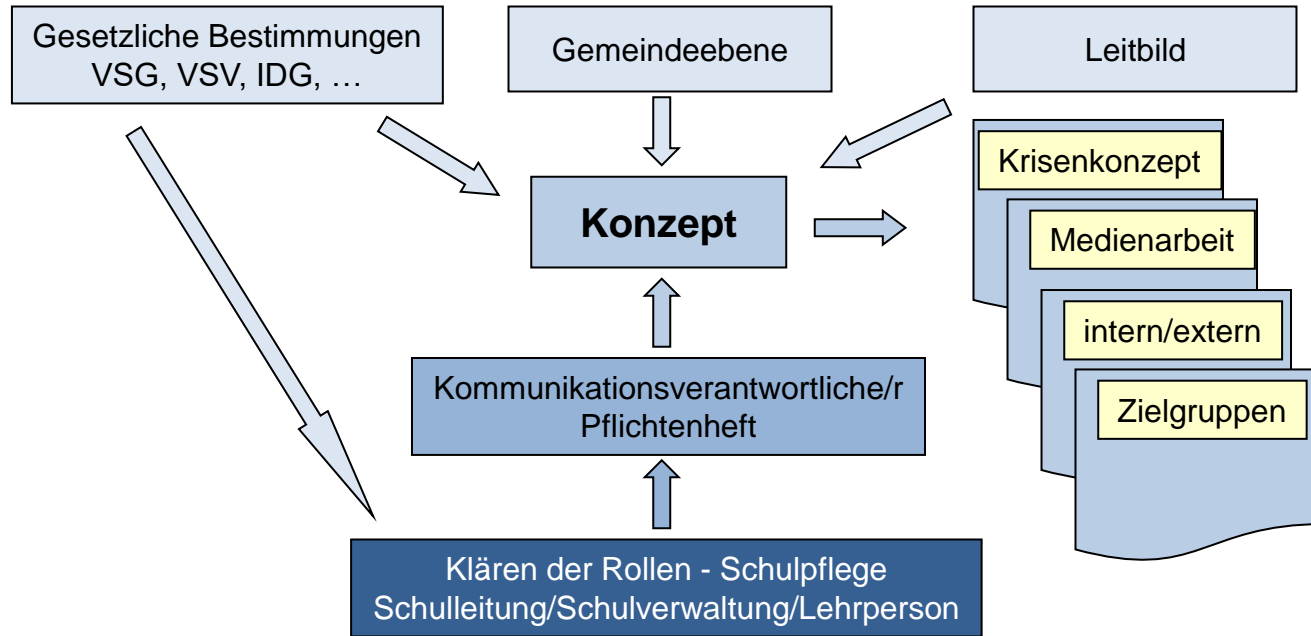 Gesetzliche Bestimmungen
VSG, VSV, IDG, …
Gemeindeebene
Leitbild
Krisenkonzept
Konzept
Medienarbeit
intern/extern
Kommunikationsverantwortliche/r
Pflichtenheft
Zielgruppen
Klären der Rollen - Schulpflege
Schulleitung/Schulverwaltung/Lehrperson